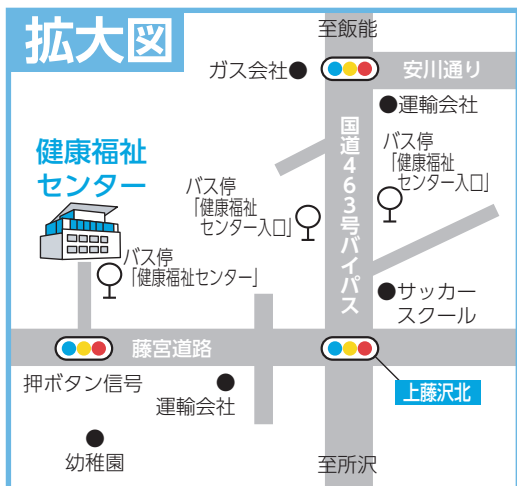 拡大図
至飯能
ガス会社
安川通り
運輸会社
国道463号バイパス
バス停
「健康福祉
センター入口」
健康福祉
センター
バス停
「健康福祉
センター入口」
バス停
「健康福祉センター」
サッカー
スクール
藤宮道路
押ボタン信号
運輸会社
上藤沢北
幼稚園
至所沢